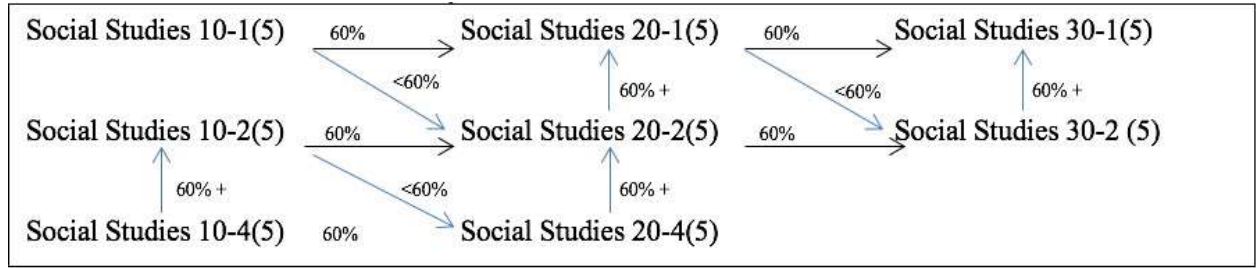 Social Studies 10-1(5) 60% Social Studies 20-1(5) 60% Social Studies 30-1(5)
<60% 60% + <60% 60% +
Social Studies 10-2(5) 60% Social Studies 20-2(5) 60% Social Studies 30-2 (5)
60% + <60% 60% +
Social Studies 10-4(5) 60% Social Studies 20-4(5)